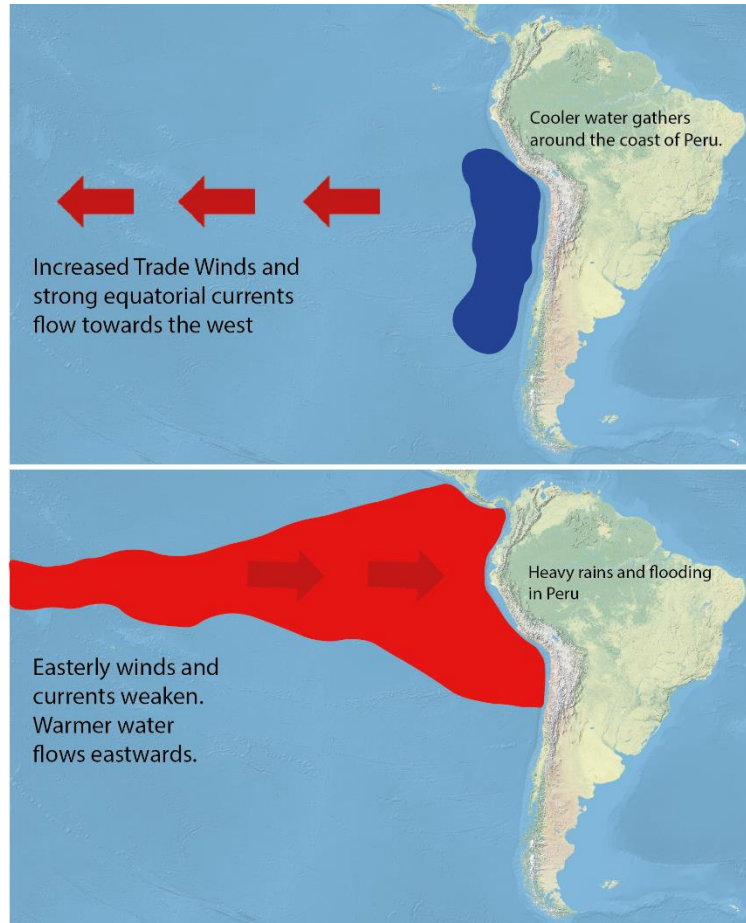 Cooler water gathers
around the coast of Peru.
Increased Trade Winds and
strong equatorial currents
flow towards the west
Heavy rains and flooding
in Peru
Easterly winds and
currents weaken.
Warmer water
flows eastwards.